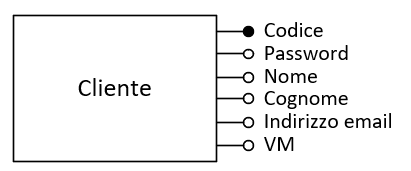 Cliente
Codice
Password
Nome
Cognome
Indirizzo email
VM